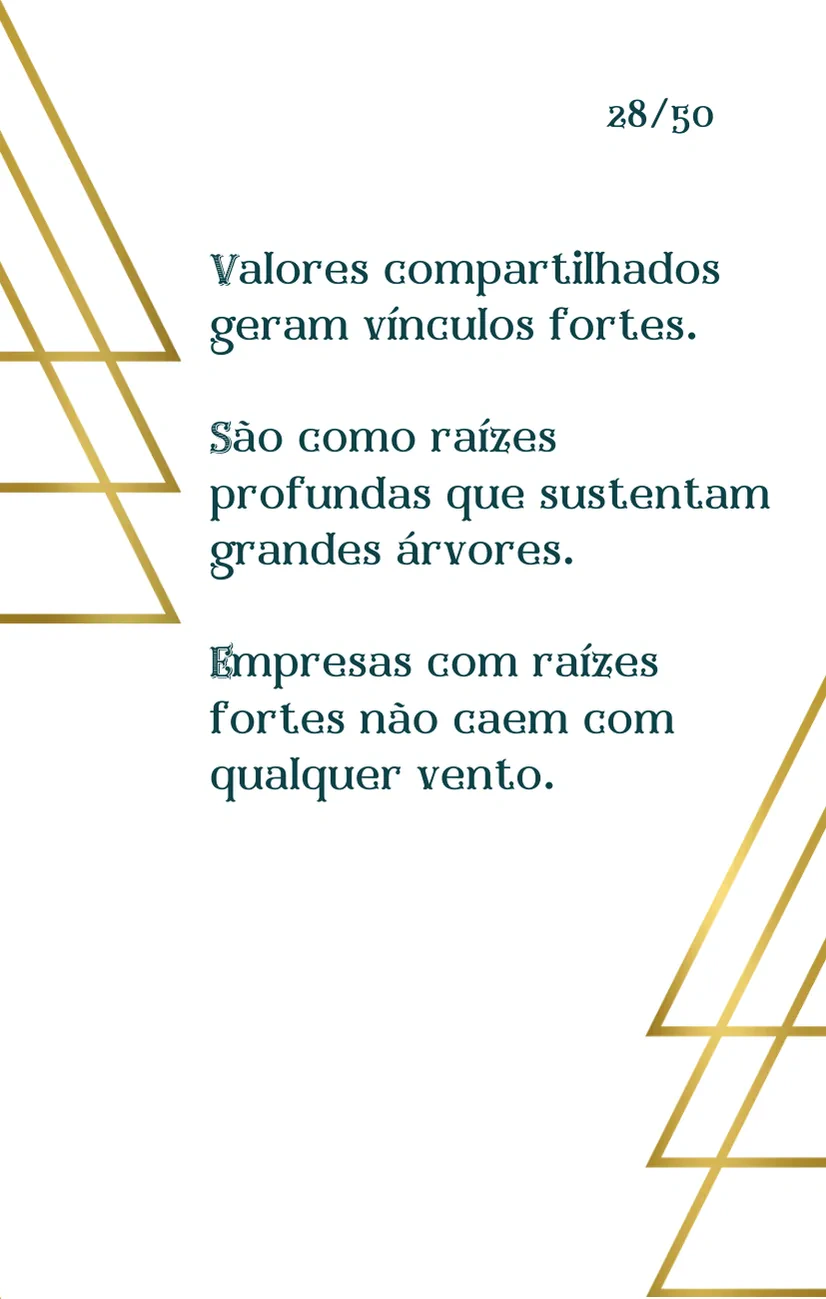 28/50
Valores compartilhados
geram vínculos fortes.
São como raízes
profundas que sustentam
grandes árvores.
Empresas com raízes
fortes não caem com
qualquer vento.